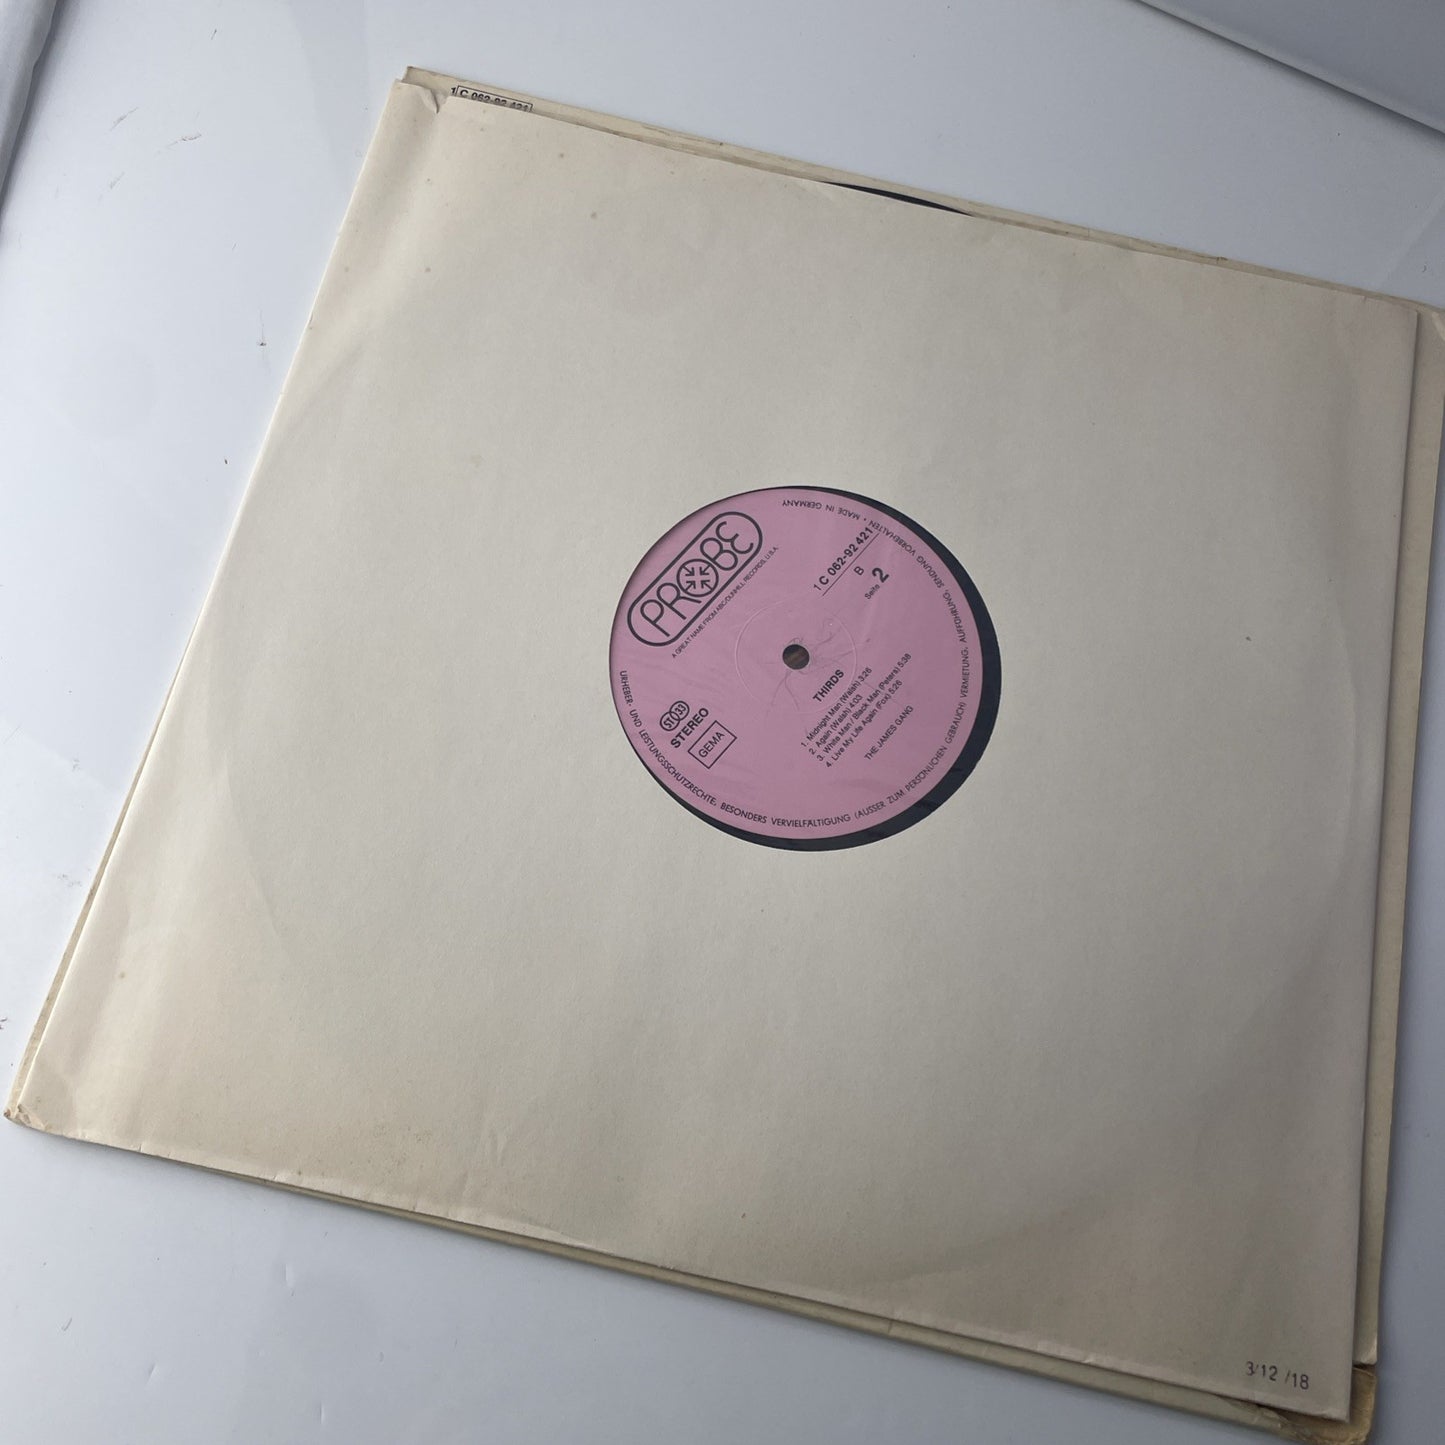 1 C 062-92 421
PROBE
A GREAT NAME FROM ABC/DUNHILL RECORDS, U.S.A.
1 C 062-92 421
B
Seite 2
ST 33
STEREO
GEMA
THIRDS
1. Midnight Man (Walsh) 3:26
2. Again (Walsh) 4:03
3. White Man / Black Man (Peters) 5:38
4. Live My Life Again (Fox) 5:26
THE JAMES GANG
URHEBER- UND LEISTUNGSSCHUTZRECHTE, BESONDERS VERVIELFÄLTIGUNG (AUSSER ZUM PERSÖNLICHEN GEBRAUCH) VERMIETUNG, AUFFÜHRUNG, SENDUNG VORBEHALTEN • MADE IN GERMANY
3/12 /18